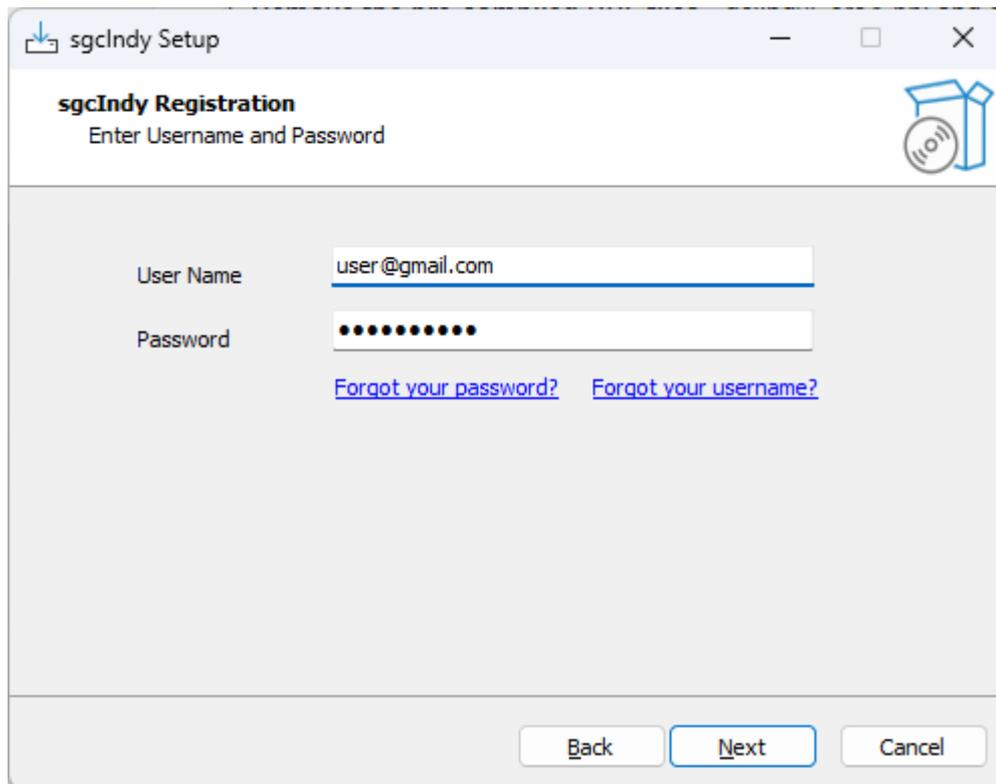 sgcIndy Setup
sgcIndy Registration
Enter Username and Password
User Name
user@gmail.com
Password
●●●●●●●●●●
Forgot your password? Forgot your username?
Back Next Cancel